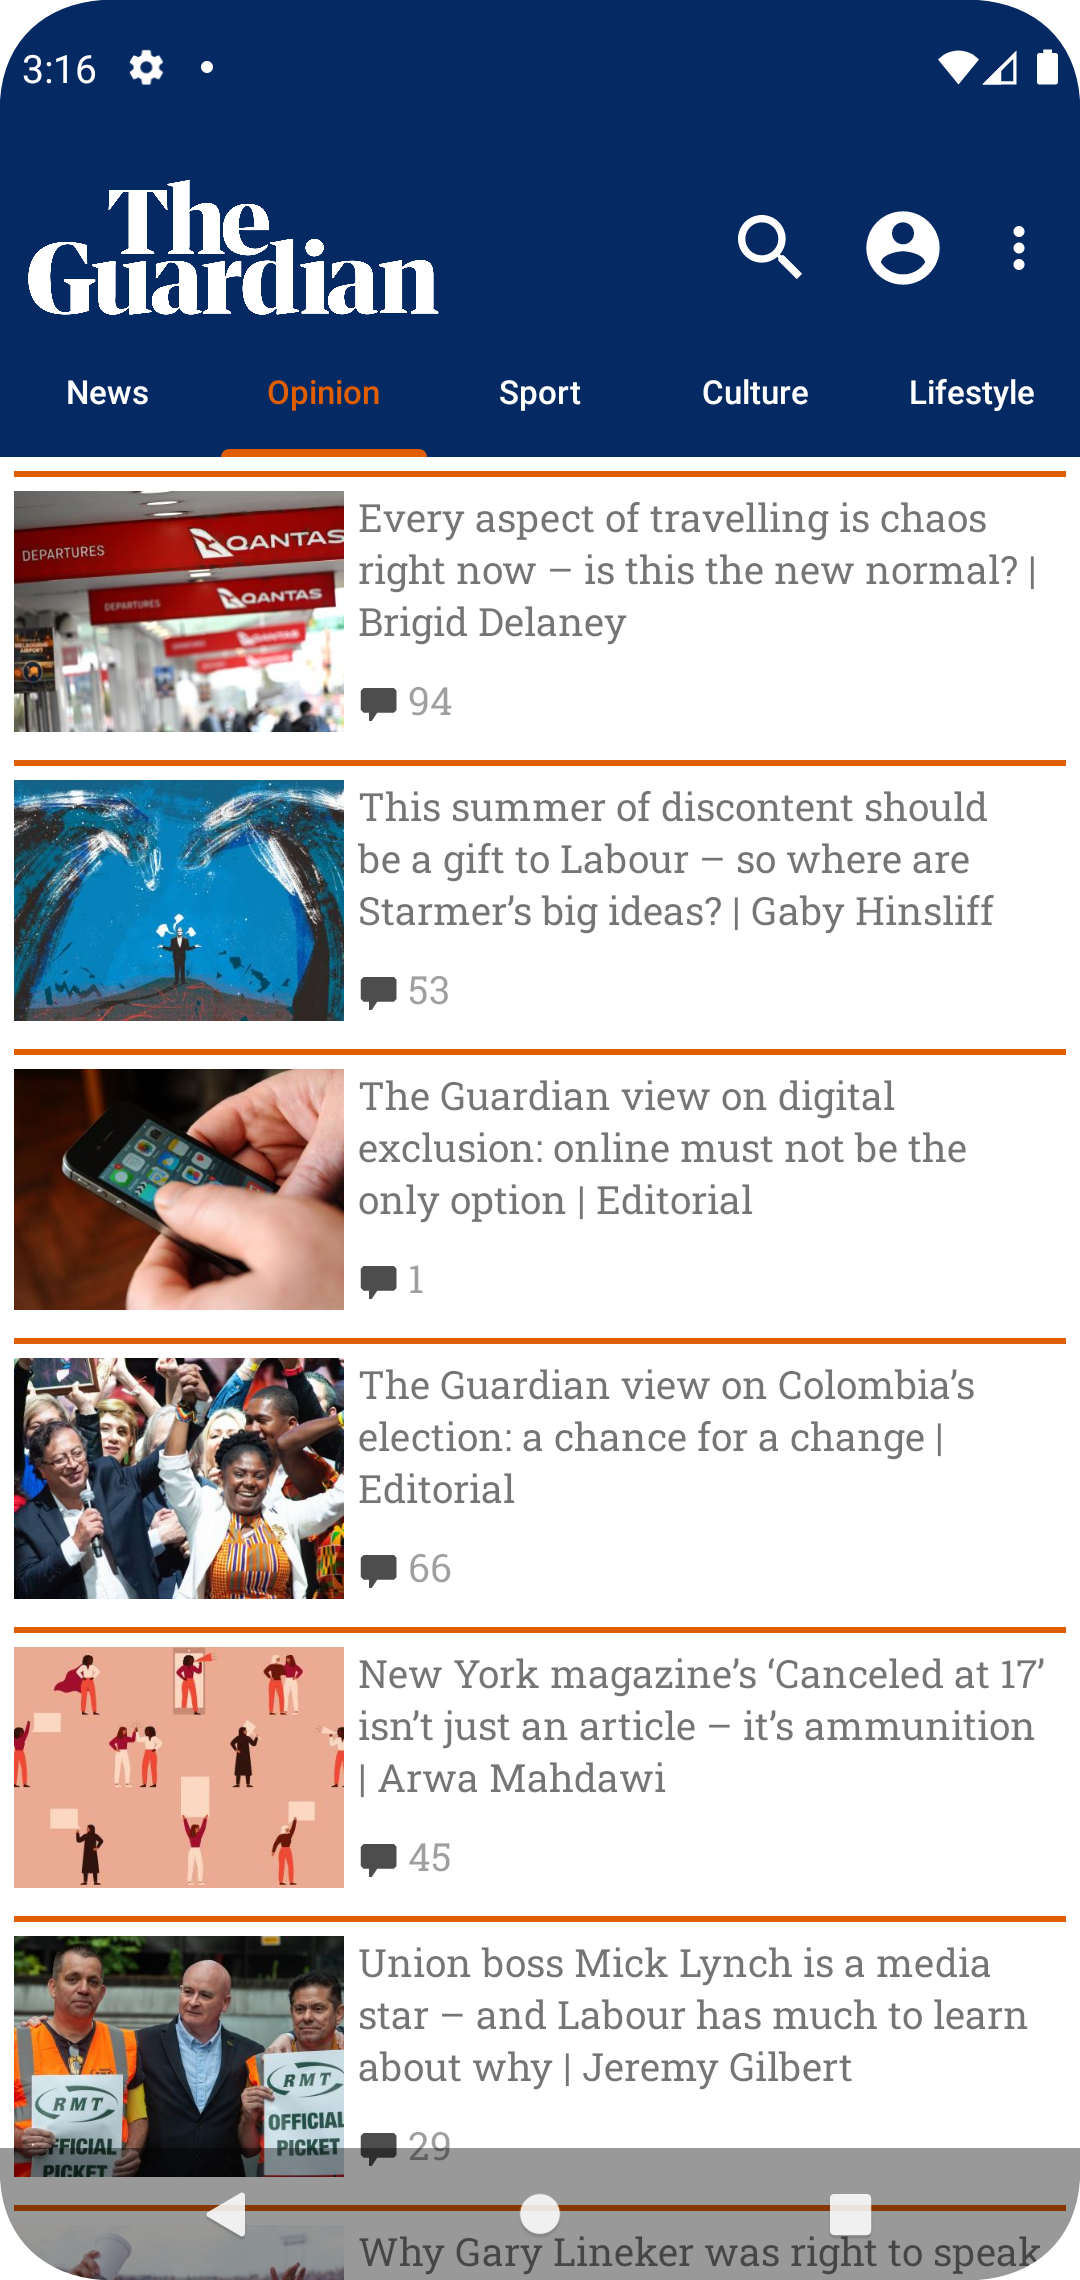 3:16
The
Guardian
News Opinion Sport Culture Lifestyle
DEPARTURES
QANTAS
DEPARTURES
QANTAS
QANTAS
Every aspect of travelling is chaos
right now – is this the new normal? |
Brigid Delaney
94
This summer of discontent should
be a gift to Labour – so where are
Starmer’s big ideas? | Gaby Hinsliff
53
The Guardian view on digital
exclusion: online must not be the
only option | Editorial
1
The Guardian view on Colombia’s
election: a chance for a change |
Editorial
66
New York magazine’s ‘Canceled at 17’
isn’t just an article – it’s ammunition
| Arwa Mahdawi
45
RMT
OFFICIAL
PICKET
RMT
OFFICIAL
PICKET
Union boss Mick Lynch is a media
star – and Labour has much to learn
about why | Jeremy Gilbert
29
Why Gary Lineker was right to speak